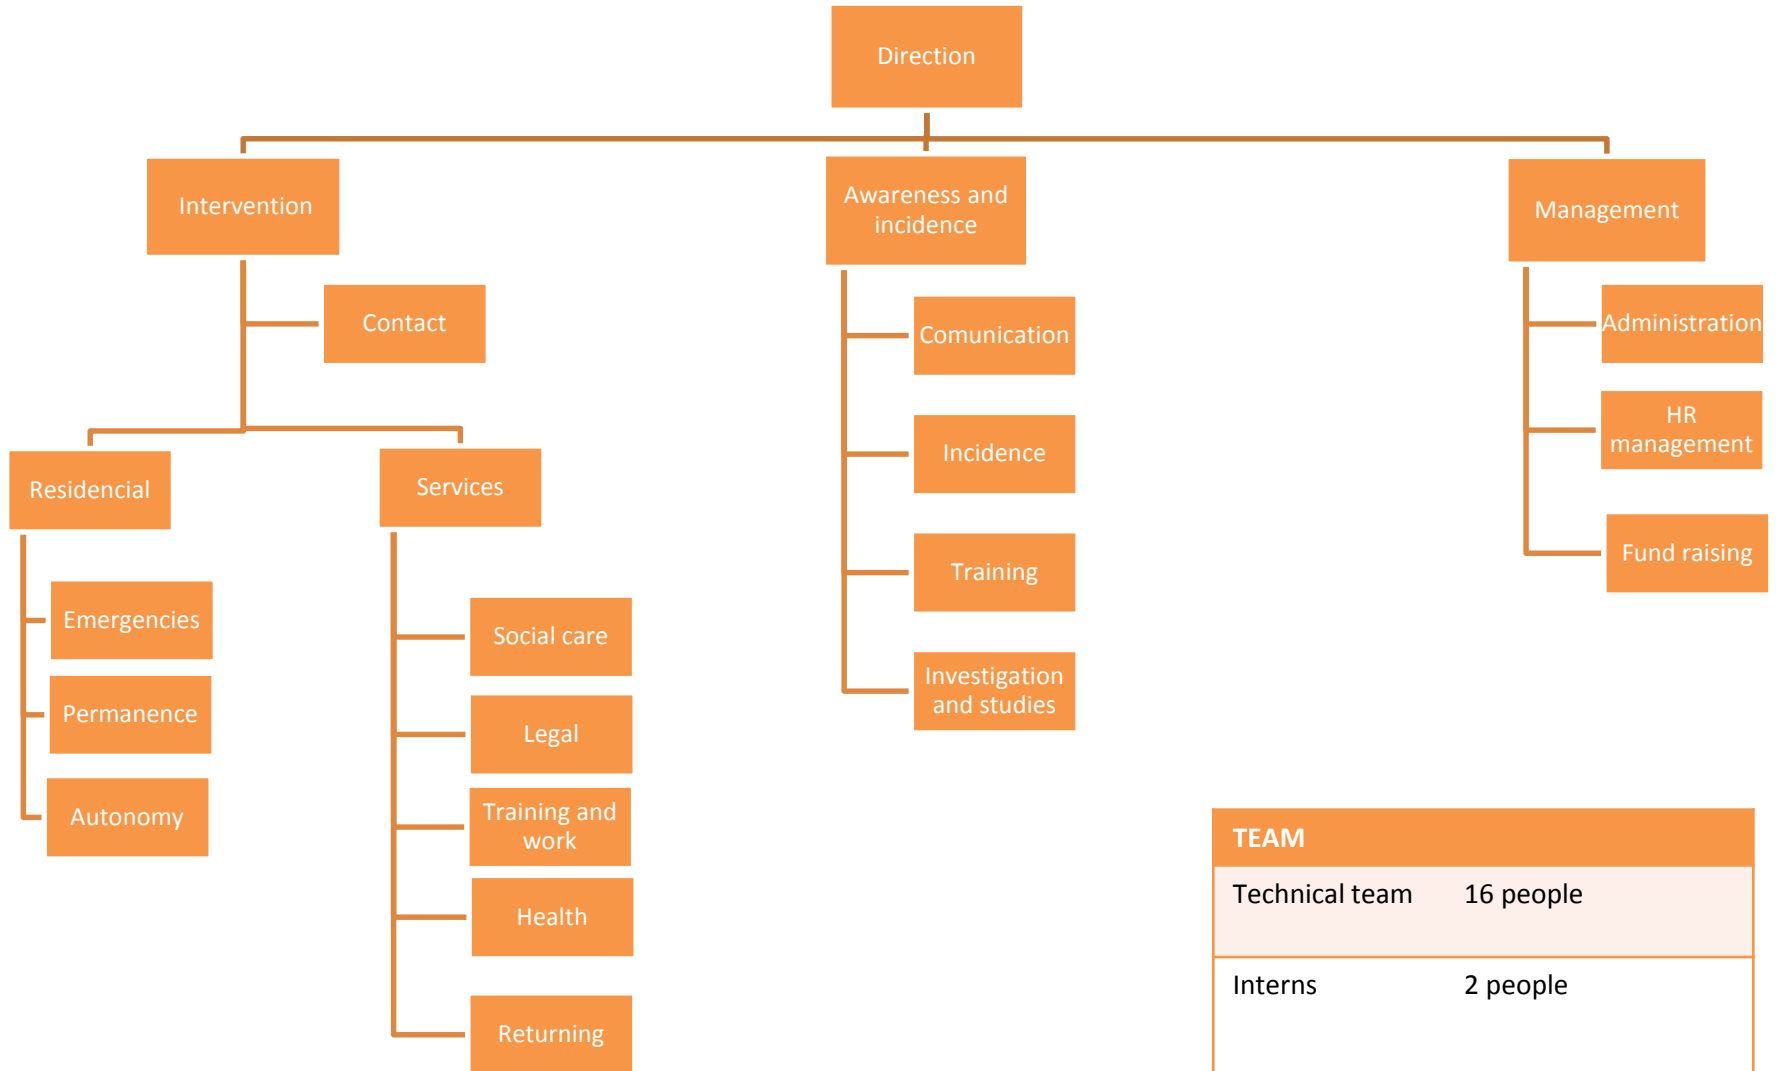 Direction
Intervention
Awareness and
incidence
Management
Contact
Comunication
Administration
HR
management
Incidence
Residencial
Services
Fund raising
Training
Emergencies
Social care
Investigation
and studies
Permanence
Legal
Autonomy
Training and
work
TEAM
Technical team 16 people
Health
Interns 2 people
Returning